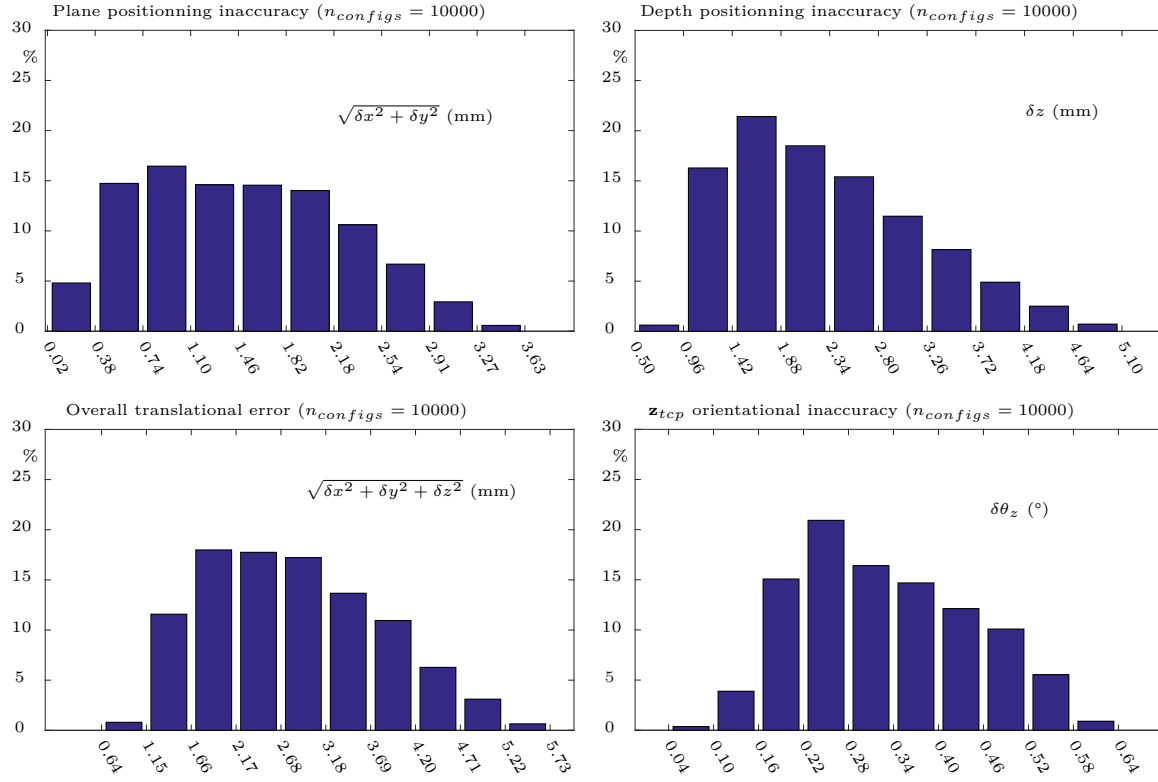 Plane positionning inaccuracy (n_configs = 10000)
30
%
25
20
15
10
5
0
√δx² + δy² (mm)
0.02 0.38 0.74 1.10 1.46 1.82 2.18 2.54 2.91 3.27 3.63
Depth positionning inaccuracy (n_configs = 10000)
30
%
25
20
15
10
5
0
δz (mm)
0.50 0.96 1.42 1.88 2.34 2.80 3.26 3.72 4.18 4.64 5.10
Overall translational error (n_configs = 10000)
30
%
25
20
15
10
5
0
√δx² + δy² + δz² (mm)
0.64 1.15 1.66 2.17 2.68 3.18 3.69 4.20 4.71 5.22 5.73
z_tcp orientational inaccuracy (n_configs = 10000)
30
%
25
20
15
10
5
0
δθ_z (°)
0.04 0.10 0.16 0.22 0.28 0.34 0.40 0.46 0.52 0.58 0.64